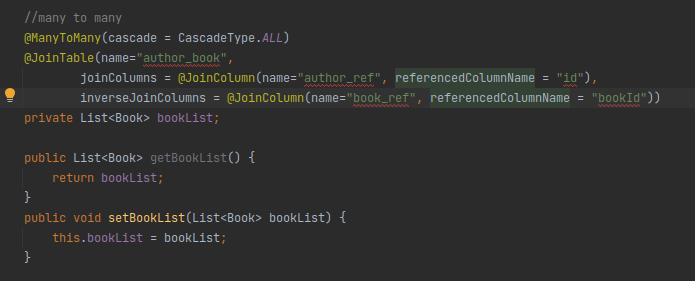 //many to many
@ManyToMany(cascade = CascadeType.ALL)
@JoinTable(name="author_book",
joinColumns = @JoinColumn(name="author_ref", referencedColumnName = "id"),
inverseJoinColumns = @JoinColumn(name="book_ref", referencedColumnName = "bookId"))
private List<Book> bookList;
public List<Book> getBookList() {
return bookList;
}
public void setBookList(List<Book> bookList) {
this.bookList = bookList;
}